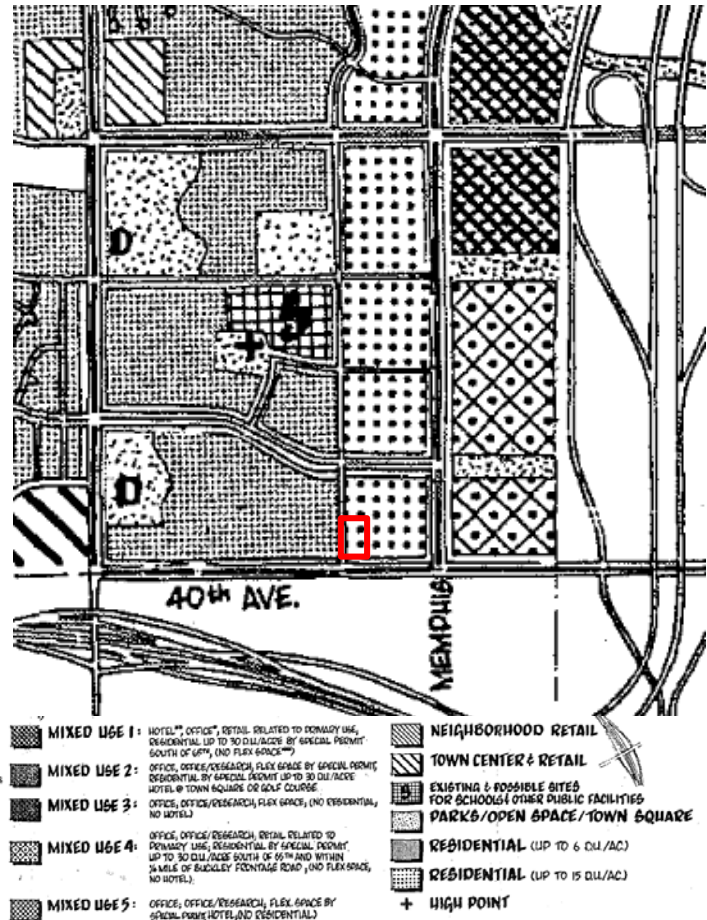 40th AVE.
MEMPHIS
MIXED USE 1: HOTEL**, OFFICE*, RETAIL RELATED TO PRIMARY USE,
RESIDENTIAL UP TO 30 DU/ACRE BY SPECIAL PERMIT
SOUTH OF 65TH, (NO FLEX SPACE***)
MIXED USE 2: OFFICE, OFFICE/RESEARCH, FLEX SPACE BY SPECIAL PERMIT,
RESIDENTIAL BY SPECIAL PERMIT UP TO 30 DU/ACRE
HOTEL @ TOWN SQUARE OR GOLF COURSE
MIXED USE 3: OFFICE, OFFICE/RESEARCH, FLEX SPACE, (NO RESIDENTIAL,
NO HOTEL)
MIXED USE 4: OFFICE, OFFICE/RESEARCH, RETAIL RELATED TO
PRIMARY USE, RESIDENTIAL BY SPECIAL PERMIT
UP TO 30 DU/ACRE SOUTH OF 65TH AND WITHIN
MILE OF BUCKLEY FRONTAGE ROAD, (NO FLEX SPACE,
NO HOTEL)
MIXED USE 5: OFFICE, OFFICE/RESEARCH, FLEX SPACE BY
SPECIAL PERMIT, HOTEL, (NO RESIDENTIAL)
NEIGHBORHOOD RETAIL
TOWN CENTER & RETAIL
S EXISTING & POSSIBLE SITES
FOR SCHOOLS & OTHER PUBLIC FACILITIES
PARKS/OPEN SPACE/TOWN SQUARE
RESIDENTIAL (UP TO 6 DU/AC)
RESIDENTIAL (UP TO 15 DU/AC)
+ HIGH POINT